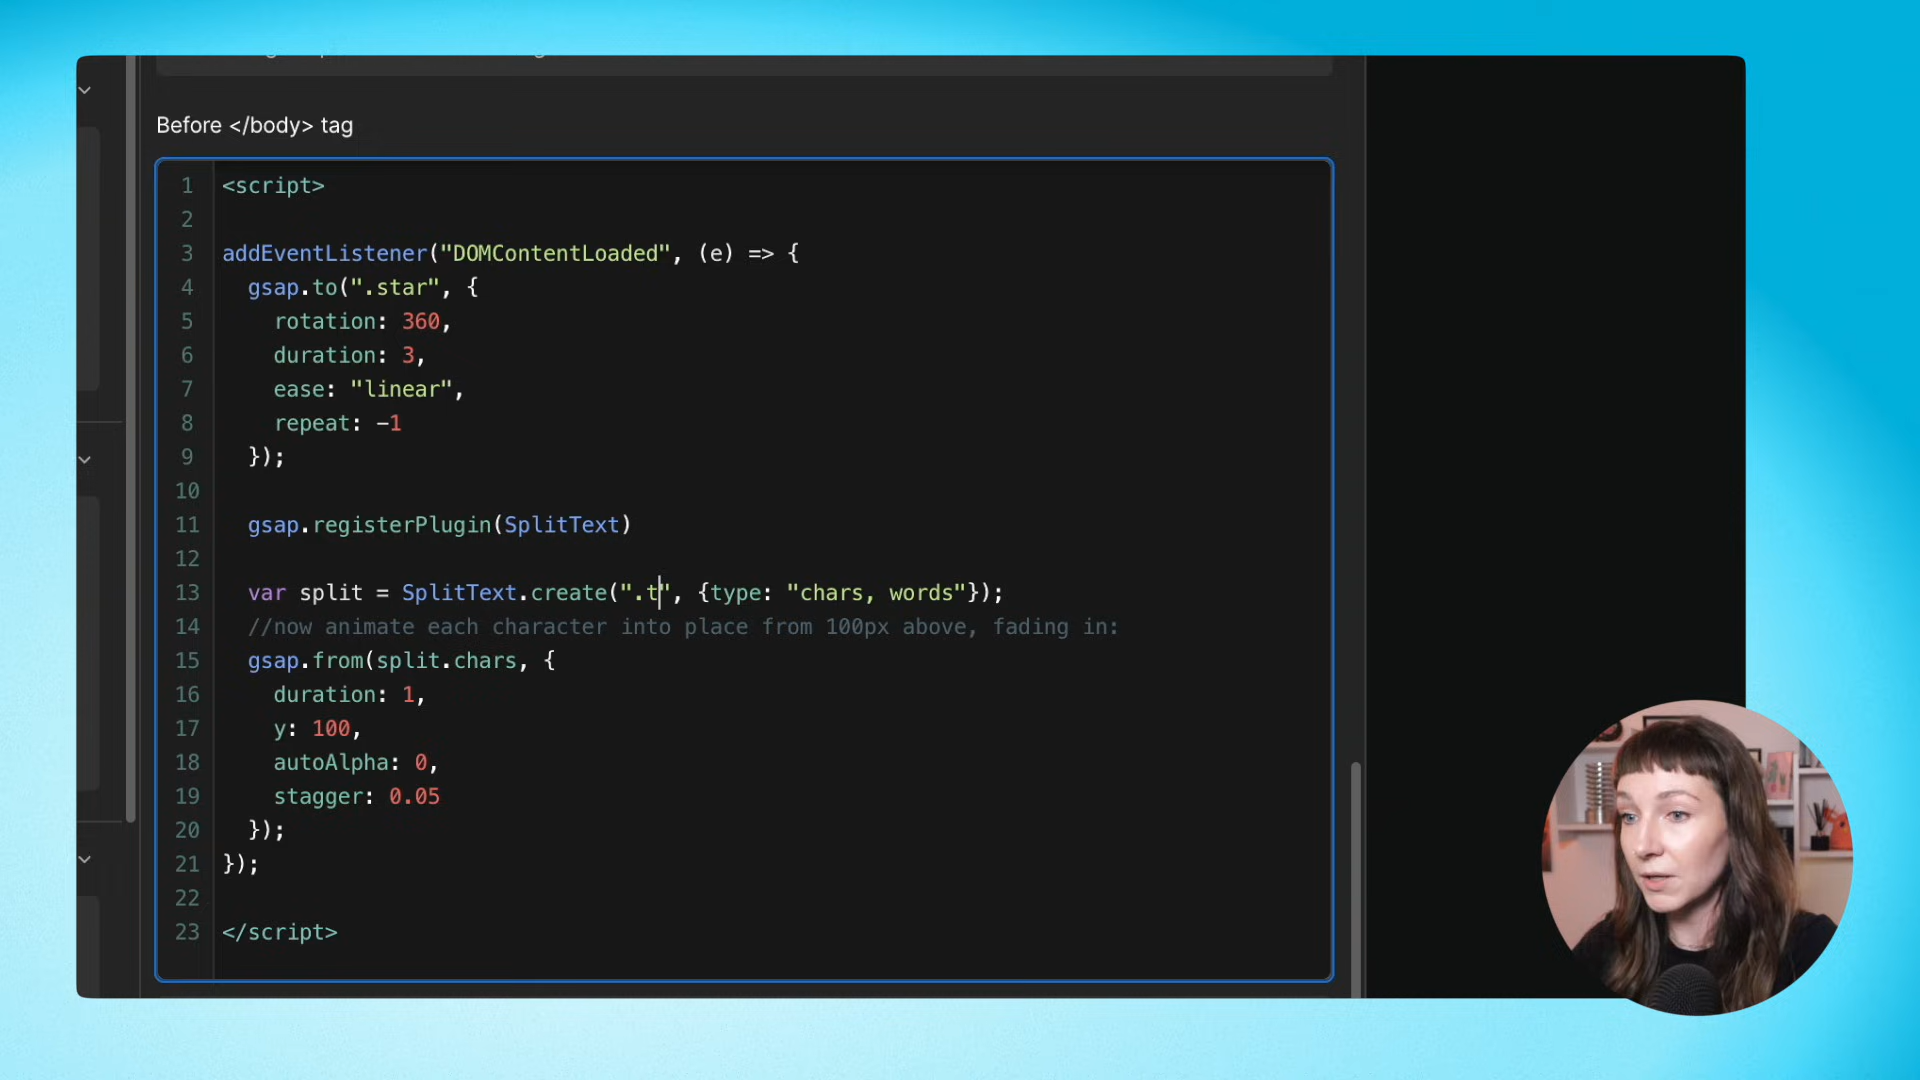 Before </body> tag
1 <script>
2
3 addEventListener("DOMContentLoaded", (e) => {
4 gsap.to(".star", {
5 rotation: 360,
6 duration: 3,
7 ease: "linear",
8 repeat: -1
9 });
10
11 gsap.registerPlugin(SplitText)
12
13 var split = SplitText.create(".t", {type: "chars, words"});
14 //now animate each character into place from 100px above, fading in:
15 gsap.from(split.chars, {
16 duration: 1,
17 y: 100,
18 autoAlpha: 0,
19 stagger: 0.05
20 });
21 });
22
23 </script>